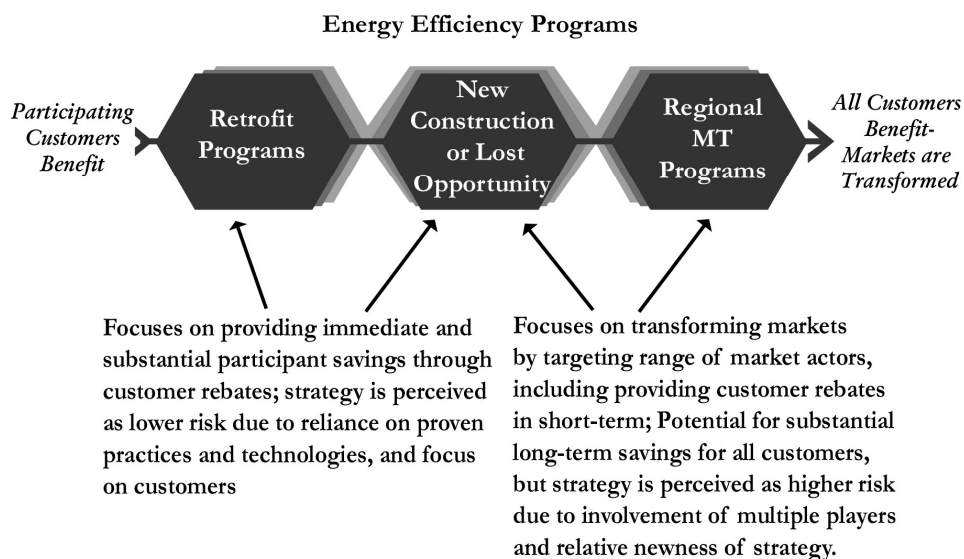 Energy Efficiency Programs
Participating
Customers
Benefit
Retrofit
Programs
New
Construction
or Lost
Opportunity
Regional
MT
Programs
All Customers
Benefit-
Markets are
Transformed
Focuses on providing immediate and
substantial participant savings through
customer rebates; strategy is perceived
as lower risk due to reliance on proven
practices and technologies, and focus
on customers
Focuses on transforming markets
by targeting range of market actors,
including providing customer rebates
in short-term; Potential for substantial
long-term savings for all customers,
but strategy is perceived as higher risk
due to involvement of multiple players
and relative newness of strategy.